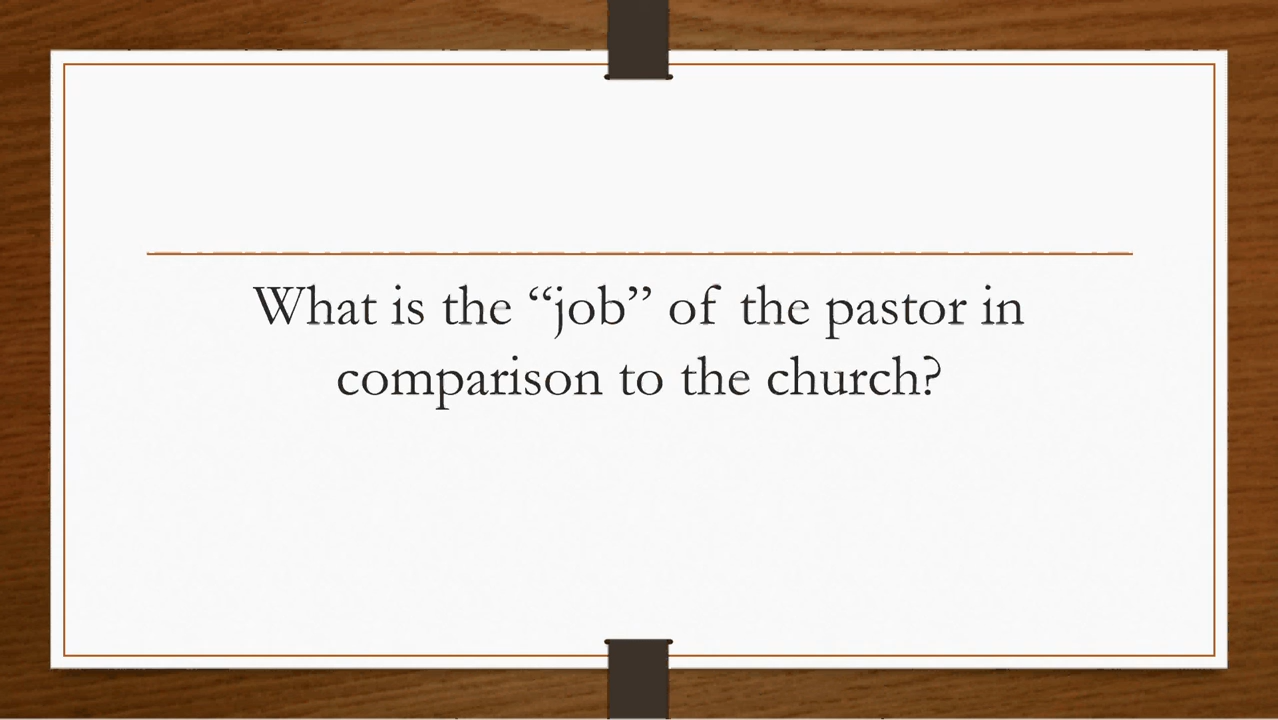 What is the “job” of the pastor in
comparison to the church?